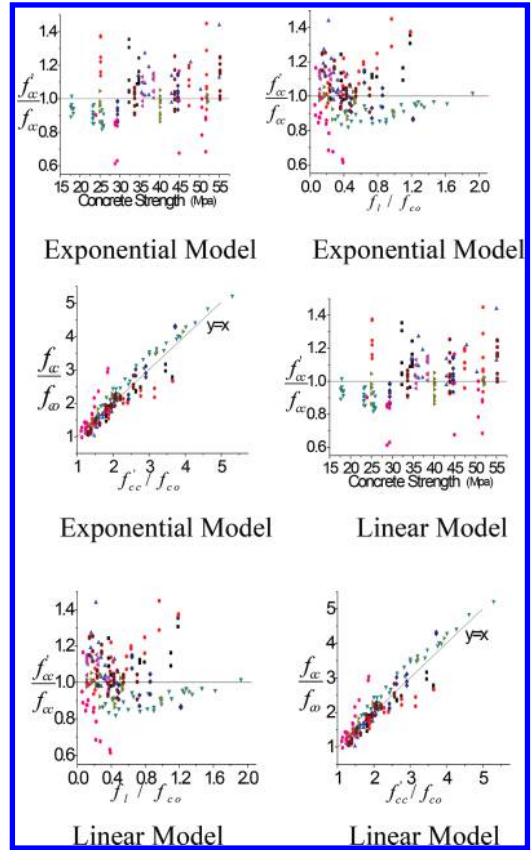 1.4
1.2
1.0
0.8
0.6
f'cc
fcc
15 20 25 30 35 40 45 50 55
Concrete Strength (Mpa)
Exponential Model
1.4
1.2
1.0
0.8
0.6
f'cc
fcc
0.0 0.4 0.8 1.2 1.6 2.0
fl / fco
Exponential Model
5
4
3
2
1
fcc
fco
y=x
1 2 3 4 5
f'cc / fco
Exponential Model
1.4
1.2
1.0
0.8
0.6
f'cc
fcc
15 20 25 30 35 40 45 50 55
Concrete Strength (Mpa)
Linear Model
1.4
1.2
1.0
0.8
0.6
f'cc
fcc
0.0 0.4 0.8 1.2 1.6 2.0
fl / fco
Linear Model
5
4
3
2
1
fcc
fco
y=x
1 2 3 4 5
f'cc / fco
Linear Model